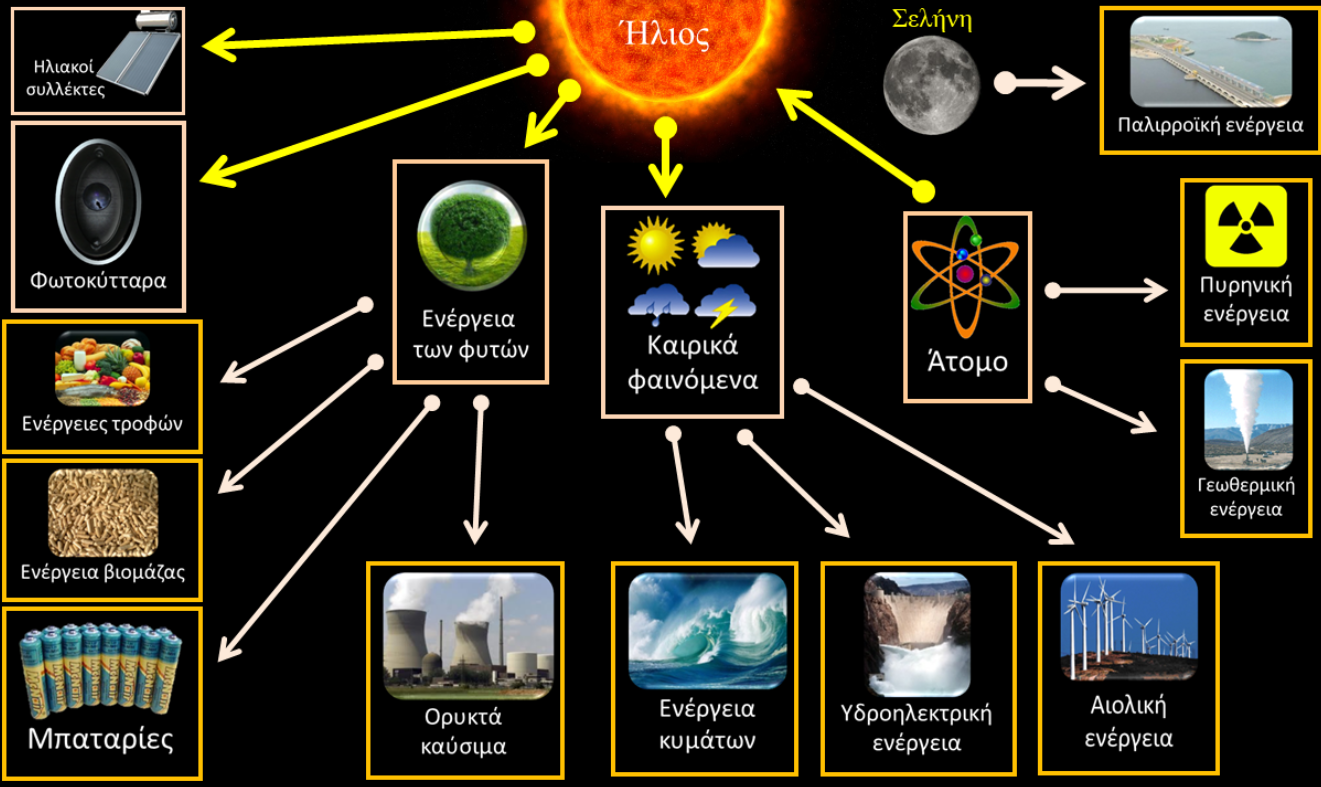 Ήλιος
Σελήνη
Ηλιακοί
συλλέκτες
Παλιρροϊκή ενέργεια
Φωτοκύτταρα
Ενέργεια
των φυτών
Καιρικά
φαινόμενα
Άτομο
Πυρηνική
ενέργεια
Ενέργειες τροφών
Γεωθερμική
ενέργεια
Ενέργεια βιομάζας
Μπαταρίες
Ορυκτά
καύσιμα
Ενέργεια
κυμάτων
Υδροηλεκτρική
ενέργεια
Αιολική
ενέργεια